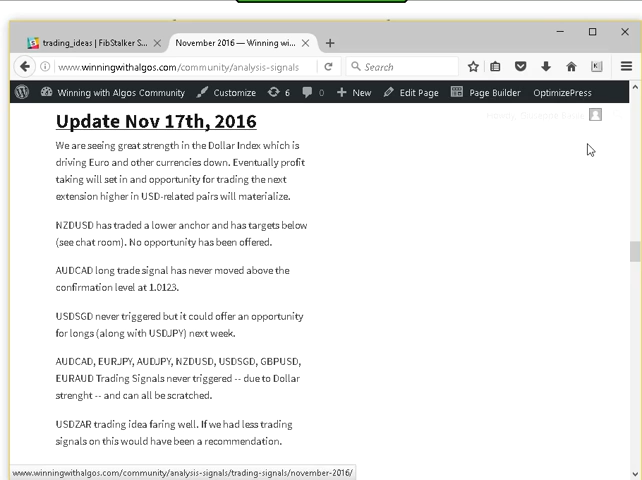 trading_ideas | FibStalker S...
November 2016 — Winning wi...
www.winningwithalgos.com/community/analysis-signals
Search
Winning with Algos Community
Customize
6
0
New
Edit Page
Page Builder
OptimizePress
Update Nov 17th, 2016
We are seeing great strength in the Dollar Index which is
driving Euro and other currencies down. Eventually profit
taking will set in and opportunity for trading the next
extension higher in USD-related pairs will materialize.
NZDUSD has traded a lower anchor and has targets below
(see chat room). No opportunity has been offered.
AUDCAD long trade signal has never moved above the
confirmation level at 1.0123.
USDSGD never triggered but it could offer an opportunity
for longs (along with USDJPY) next week.
AUDCAD, EURJPY, AUDJPY, NZDUSD, USDSGD, GBPUSD,
EURAUD Trading Signals never triggered -- due to Dollar
strenght -- and can all be scratched.
USDZAR trading idea faring well. If we had less trading
signals on this would have been a recommendation.
www.winningwithalgos.com/community/analysis-signals/trading-signals/november-2016/